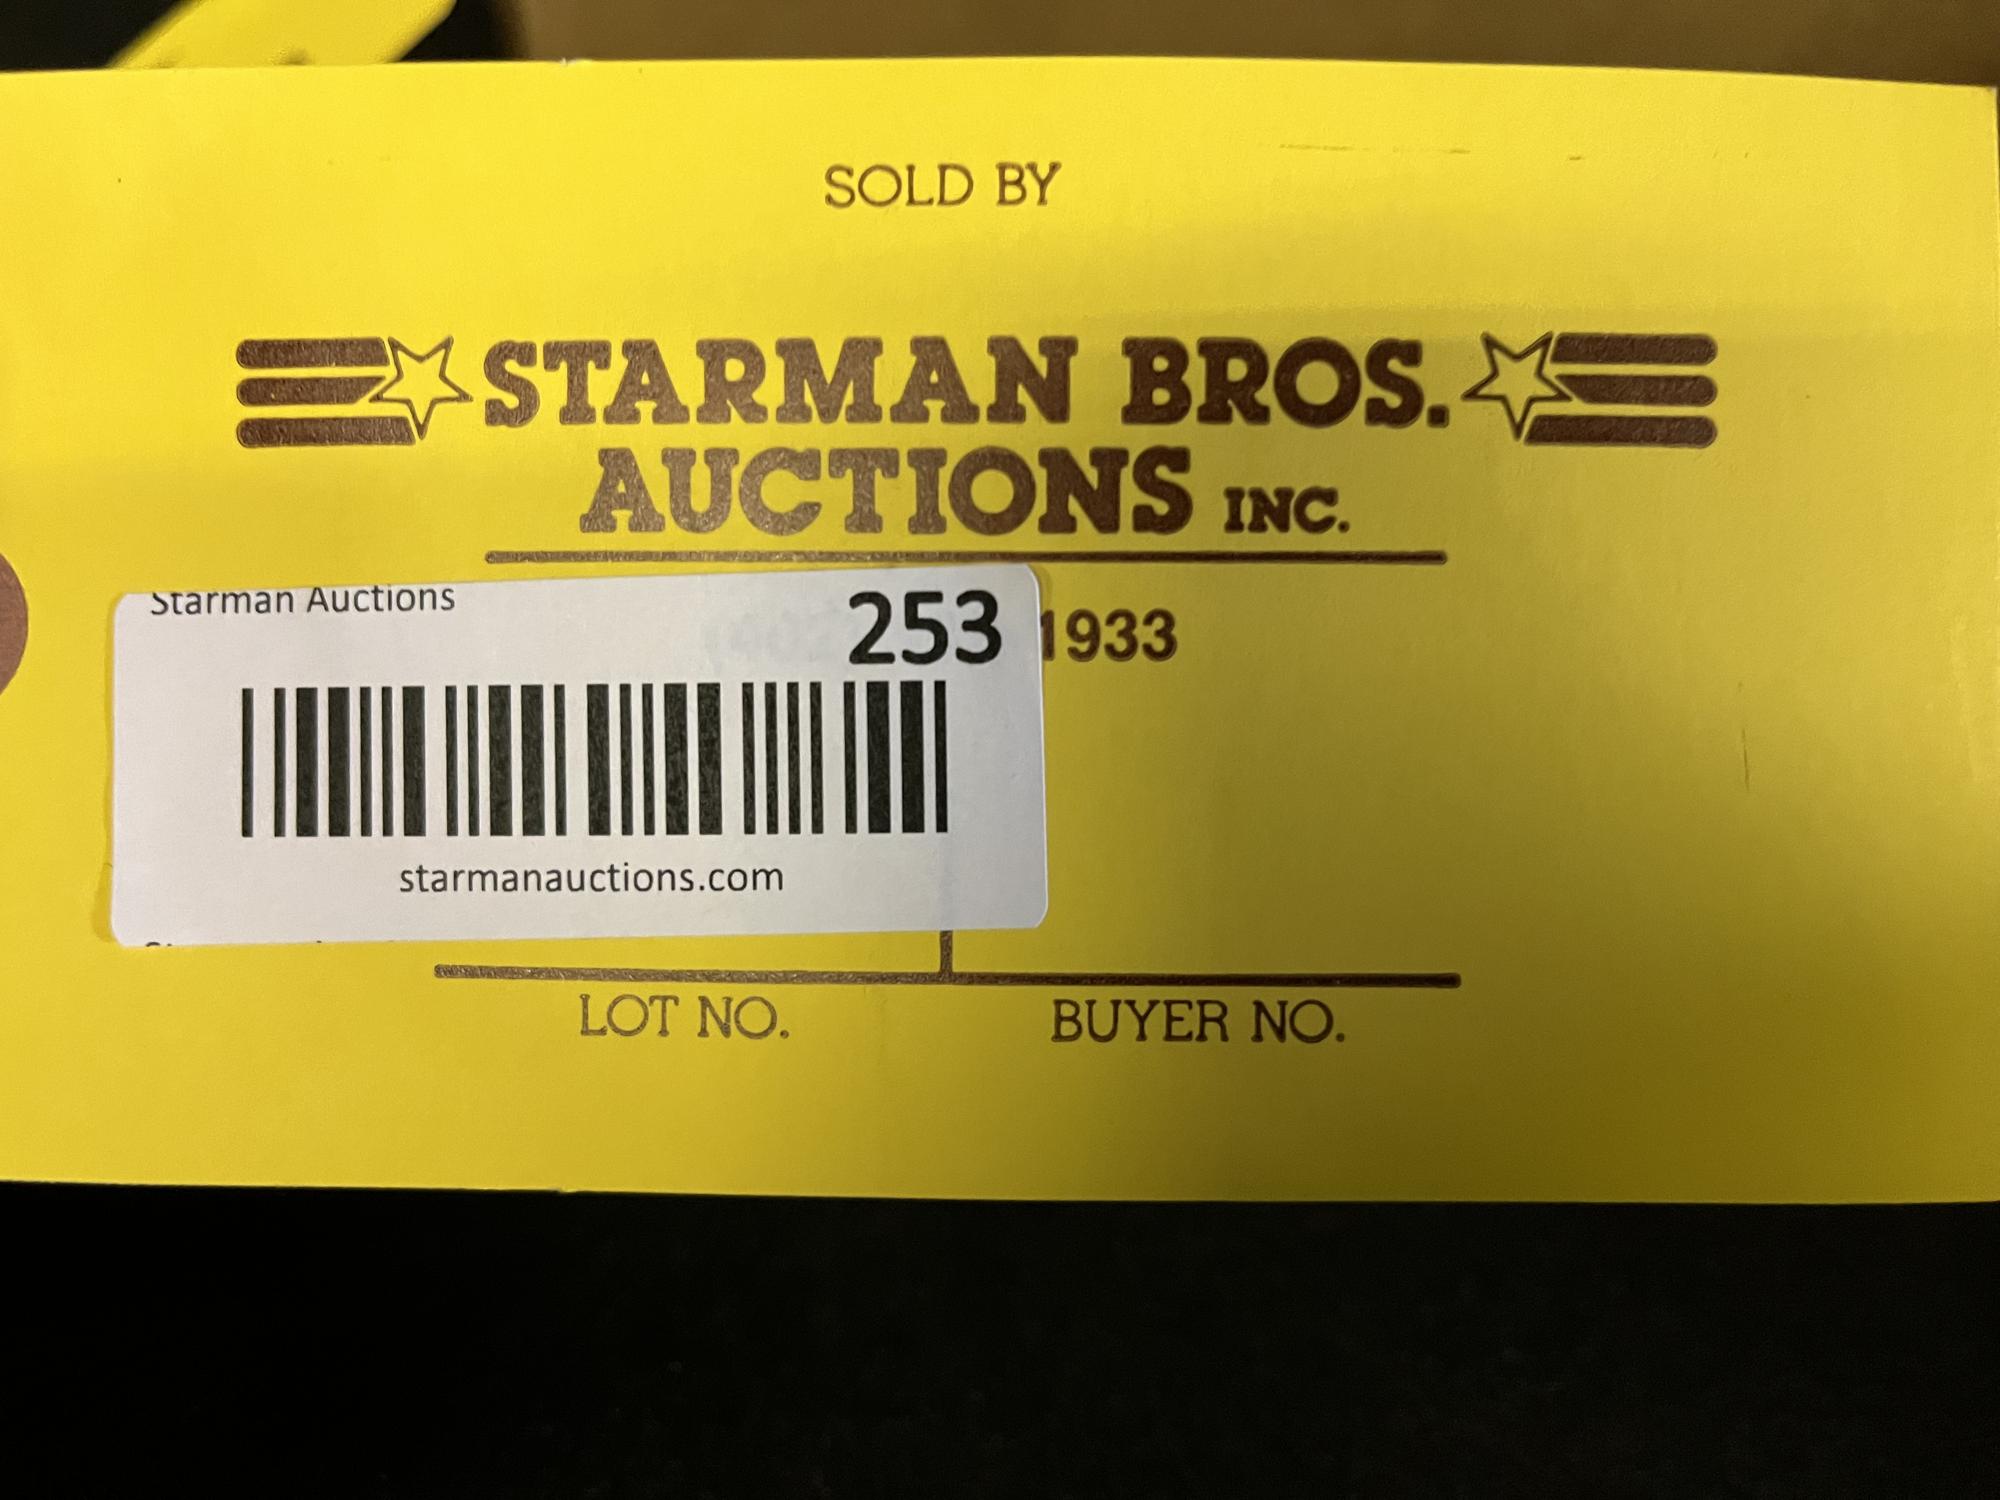 SOLD BY
STARMAN BROS.
AUCTIONS INC.
Starman Auctions 253
1933
starmanauctions.com
LOT NO. BUYER NO.